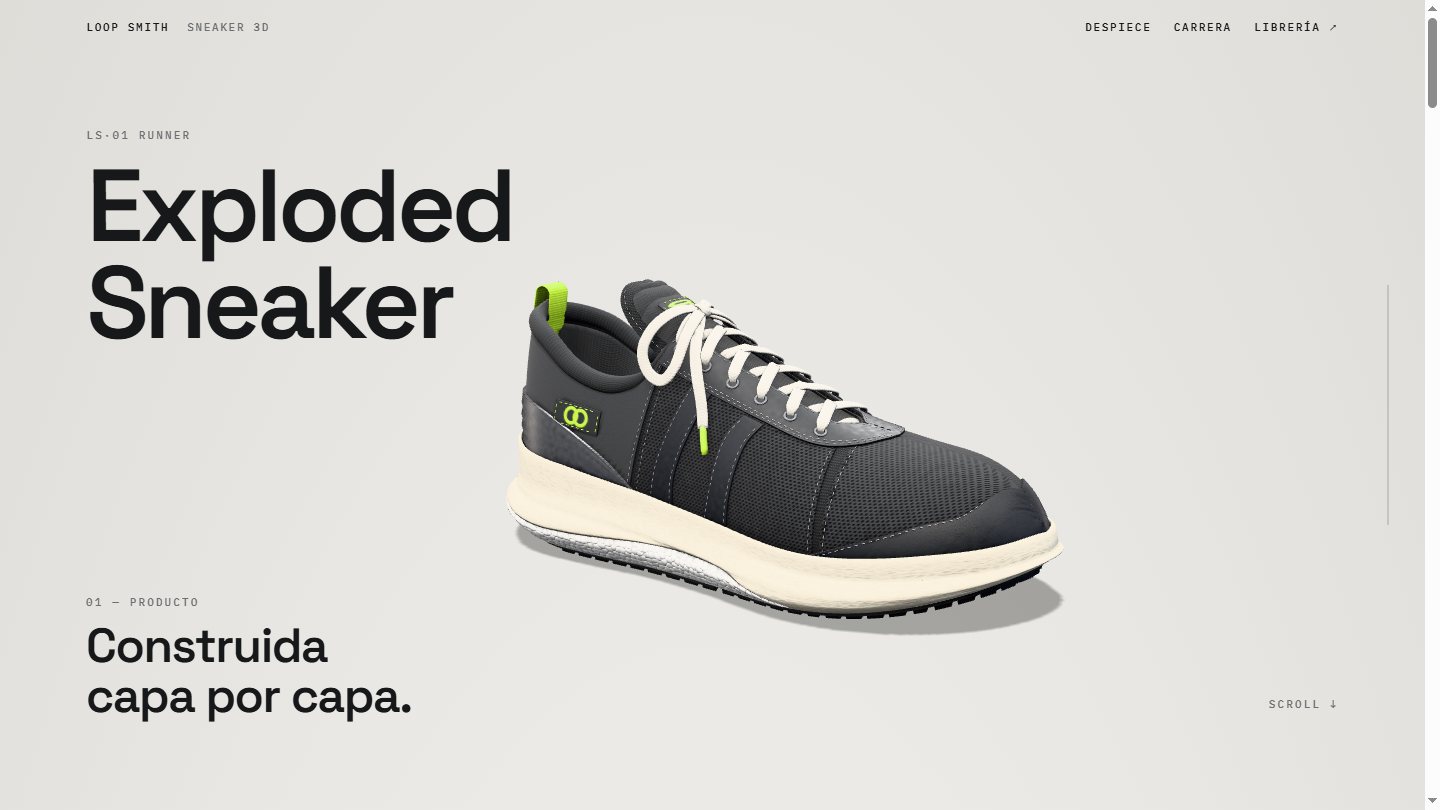 LOOP SMITH SNEAKER 3D
DESPIECE CARRERA LIBRERÍA ↗
LS·01 RUNNER
Exploded
Sneaker
01 — PRODUCTO
Construida
capa por capa.
SCROLL ↓